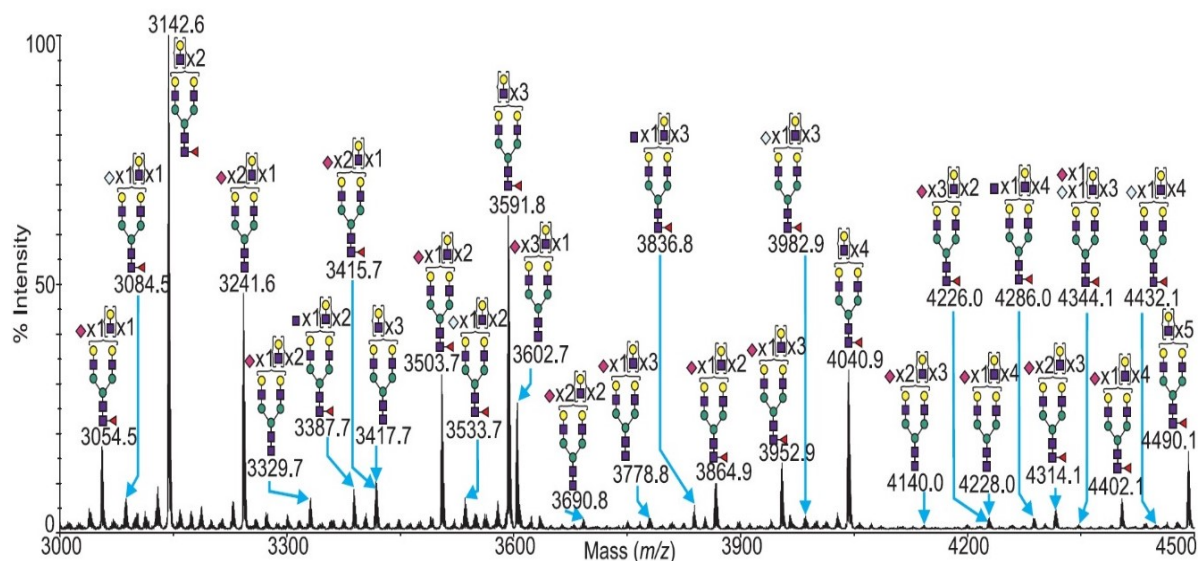 % Intensity
100
50
0
x1 x1
3054.5
x1 x1
3084.5
3142.6
x2
x2 x1
3241.6
x1 x2
3329.7
x1 x2
3387.7
x2 x1
3415.7
x3
3417.7
x1 x2
3503.7
x1 x2
3533.7
x3
3591.8
x3 x1
3602.7
x2 x2
3690.8
x1 x3
3778.8
x1 x3
3836.8
x1 x2
3864.9
x1 x3
3952.9
x1 x3
3982.9
x4
4040.9
x2 x3
4140.0
x3 x2
4226.0
x1 x4
4228.0
x1 x4
4286.0
x2 x3
4314.1
x1
x1 x3
4344.1
x1 x4
4402.1
x1 x4
4432.1
x5
4490.1
3000 3300 3600 3900 4200 4500
Mass (m/z)